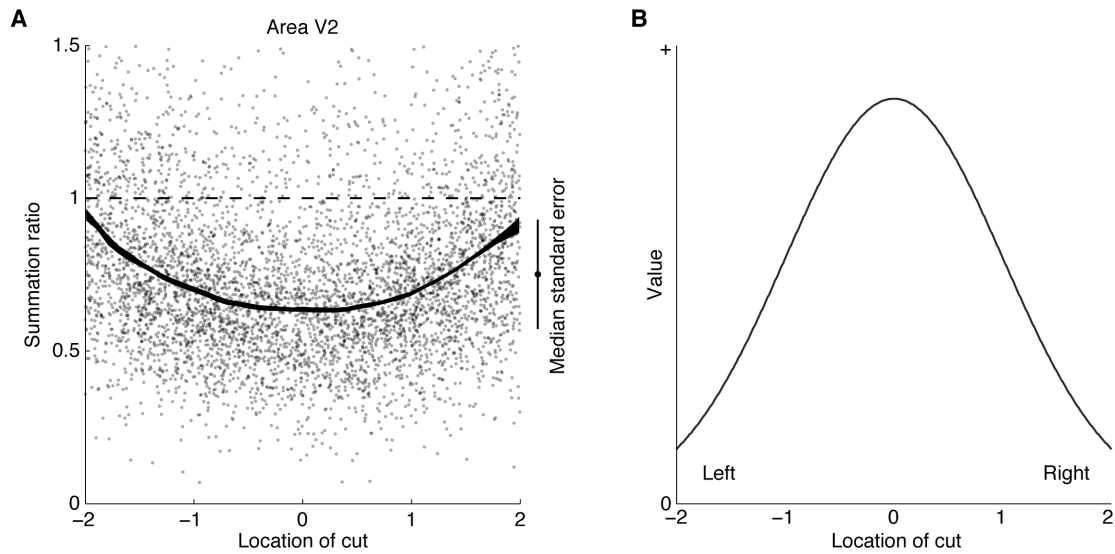 A
Area V2
1.5
1
0.5
0
Summation ratio
−2
−1
0
1
2
Location of cut
Median standard error
B
+
Value
0
Left
Right
−2
−1
0
1
2
Location of cut